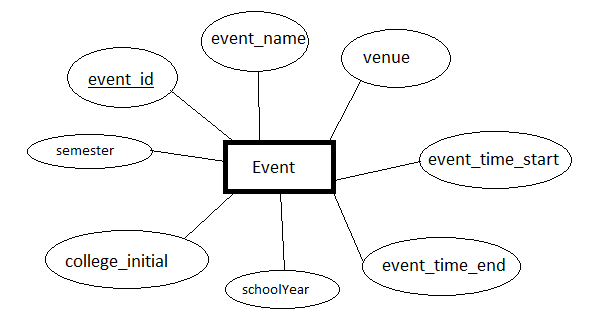 event_name
venue
event_id
semester
Event
event_time_start
college_initial
event_time_end
schoolYear